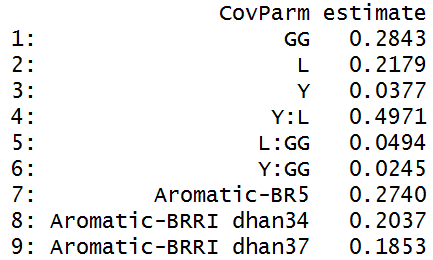 CovParm estimate
1: GG 0.2843
2: L 0.2179
3: Y 0.0377
4: Y:L 0.4971
5: L:GG 0.0494
6: Y:GG 0.0245
7: Aromatic-BR5 0.2740
8: Aromatic-BRRI dhan34 0.2037
9: Aromatic-BRRI dhan37 0.1853